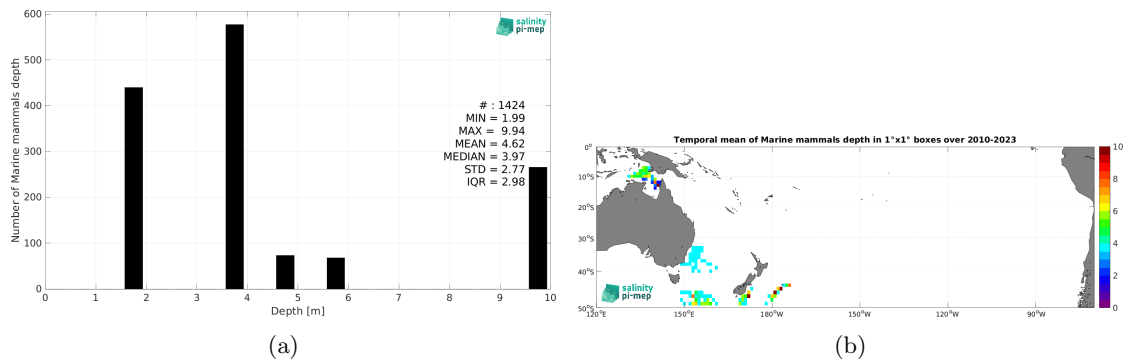 600
500
400
300
200
100
0
Number of Marine mammals depth
salinity
pi-mep
# : 1424
MIN = 1.99
MAX = 9.94
MEAN = 4.62
MEDIAN = 3.97
STD = 2.77
IQR = 2.98
0 1 2 3 4 5 6 7 8 9 10
Depth [m]
(a)
Temporal mean of Marine mammals depth in 1°x1° boxes over 2010-2023
0°
10°S
20°S
30°S
40°S
50°S
salinity
pi-mep
120°E 150°E 180°W 150°W 120°W 90°W
10
8
6
4
2
0
(b)